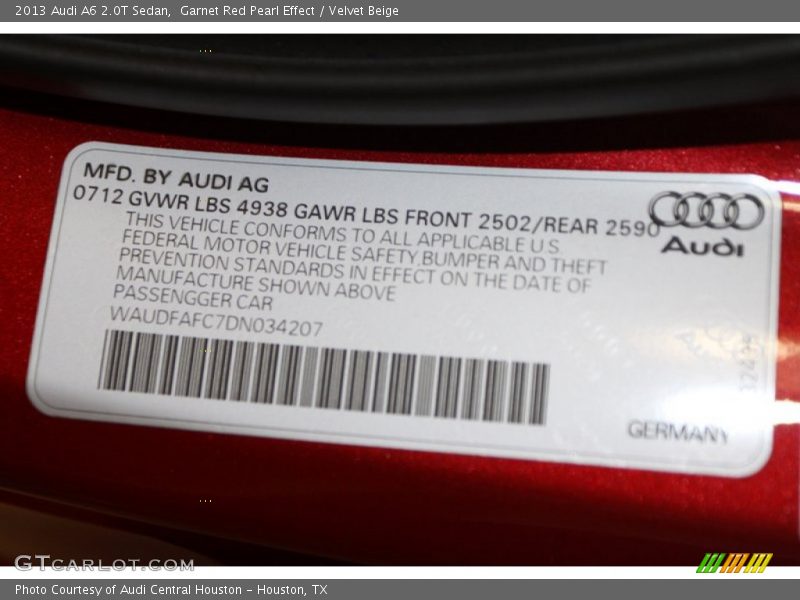 2013 Audi A6 2.0T Sedan,  Garnet Red Pearl Effect / Velvet Beige
MFD. BY AUDI AG
0712 GVWR LBS 4938 GAWR LBS FRONT 2502/REAR 2590
THIS VEHICLE CONFORMS TO ALL APPLICABLE U.S.
FEDERAL MOTOR VEHICLE SAFETY,BUMPER AND THEFT
PREVENTION STANDARDS IN EFFECT ON THE DATE OF
MANUFACTURE SHOWN ABOVE
PASSENGGER CAR
WAUDFAFC7DN034207
Audi
GERMANY
GTCARLOT.COM
Photo Courtesy of Audi Central Houston - Houston, TX